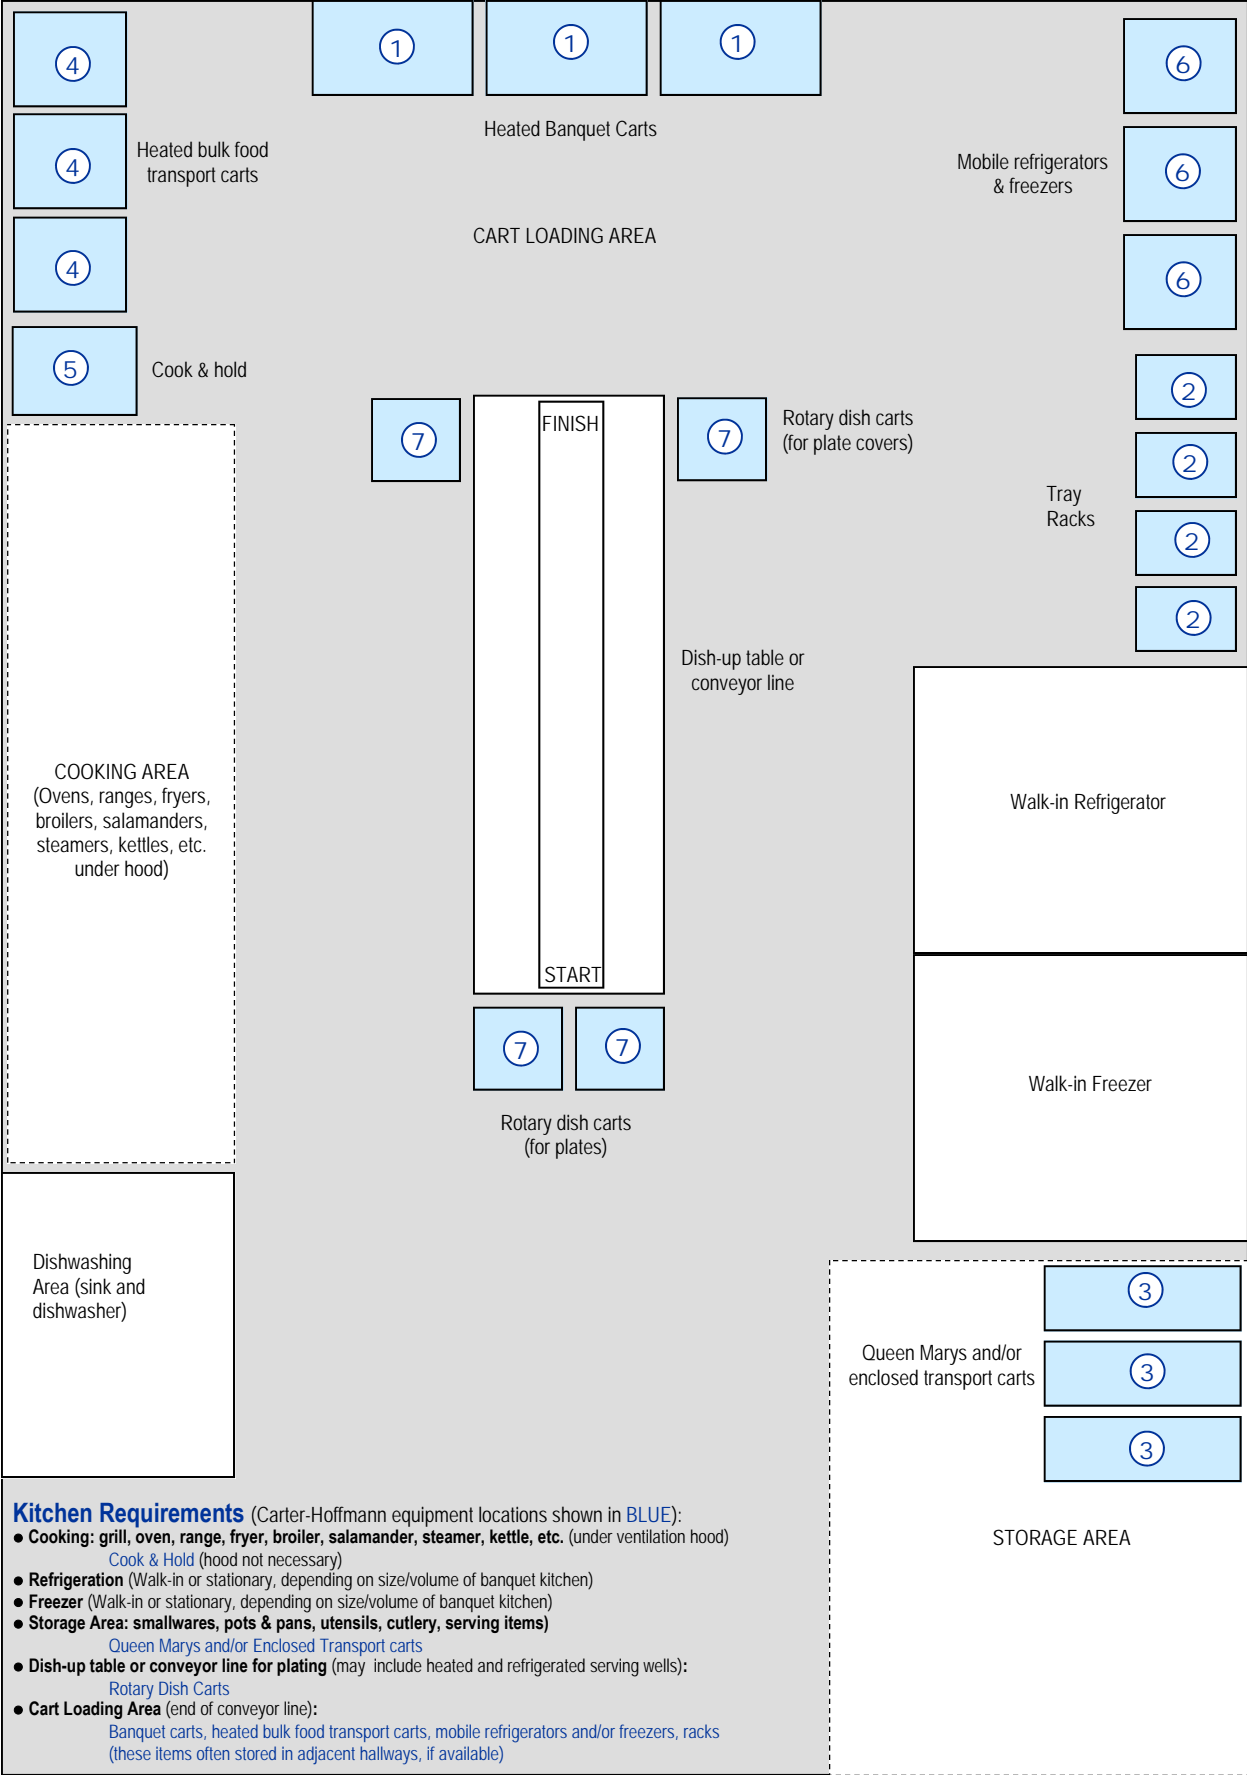 4
1
1
1
6
Heated Banquet Carts
4
Heated bulk food
transport carts
Mobile refrigerators
& freezers
6
CART LOADING AREA
4
6
5
Cook & hold
2
7
FINISH
7
Rotary dish carts
(for plate covers)
2
Tray
Racks
2
2
Dish-up table or
conveyor line
COOKING AREA
(Ovens, ranges, fryers,
broilers, salamanders,
steamers, kettles, etc.
under hood)
Walk-in Refrigerator
START
7
7
Walk-in Freezer
Rotary dish carts
(for plates)
Dishwashing
Area (sink and
dishwasher)
3
Queen Marys and/or
enclosed transport carts
3
3
STORAGE AREA
Kitchen Requirements (Carter-Hoffmann equipment locations shown in BLUE):
● Cooking: grill, oven, range, fryer, broiler, salamander, steamer, kettle, etc. (under ventilation hood)
Cook & Hold (hood not necessary)
● Refrigeration (Walk-in or stationary, depending on size/volume of banquet kitchen)
● Freezer (Walk-in or stationary, depending on size/volume of banquet kitchen)
● Storage Area: smallwares, pots & pans, utensils, cutlery, serving items)
Queen Marys and/or Enclosed Transport carts
● Dish-up table or conveyor line for plating (may include heated and refrigerated serving wells):
Rotary Dish Carts
● Cart Loading Area (end of conveyor line):
Banquet carts, heated bulk food transport carts, mobile refrigerators and/or freezers, racks
(these items often stored in adjacent hallways, if available)